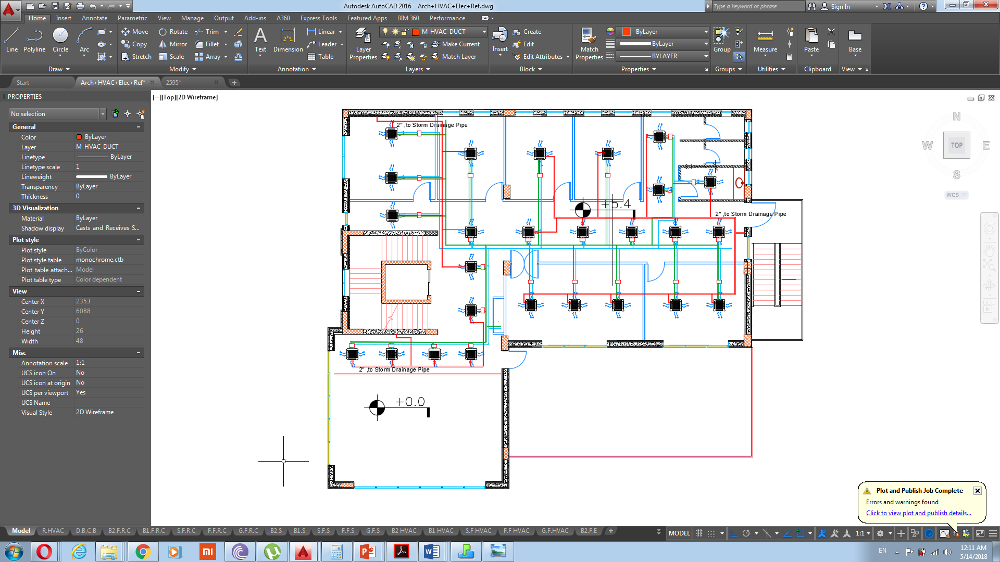 Autodesk AutoCAD 2016 Arch+HVAC+Elec+Ref.dwg
Type a keyword or phrase
Sign In
Home Insert Annotate Parametric View Manage Output Add-ins A360 Express Tools Featured Apps BIM 360 Performance
Line Polyline Circle Arc
Move Rotate Trim
Copy Mirror Fillet
Stretch Scale Array
Text Dimension
Linear
Leader
Table
Layer Properties
M-HVAC-DUCT
Make Current
Match Layer
Insert
Create
Edit
Edit Attributes
Match Properties
ByLayer
ByLayer
BYLAYER
Group
Measure
Paste
Base
Draw Modify Annotation Layers Block Properties Groups Utilities Clipboard View
Start Arch+HVAC+Elec+Ref* 2595*
PROPERTIES
No selection
General
Color ByLayer
Layer M-HVAC-DUCT
Linetype ByLayer
Linetype scale 1
Lineweight ByLayer
Transparency ByLayer
Thickness 0
3D Visualization
Material ByLayer
Shadow display Casts and Receives S...
Plot style
Plot style ByColor
Plot style table monochrome.ctb
Plot table attach... Model
Plot table type Color dependent
View
Center X 2353
Center Y 6088
Center Z 0
Height 26
Width 48
Misc
Annotation scale 1:1
UCS icon On No
UCS icon at origin No
UCS per viewport Yes
UCS Name
Visual Style 2D Wireframe
[−][Top][2D Wireframe]
2" ,to Storm Drainage Pipe
2" ,to Storm Drainage Pipe
2" ,to Storm Drainage Pipe
+0.0
N
W TOP E
S
WCS
Plot and Publish Job Complete
Errors and warnings found
Click to view plot and publish details...
Model R.HVAC D.B.C.B B2.F.R.C B1.F.R.C S.F.R.C F.F.R.C G.F.R.C B2.S B1.S S.F.S F.F.S G.F.S B2 HVAC B1 HVAC S.F HVAC F.F HVAC G.F.HVAC B2.F.E
MODEL 1:1
EN
12:11 AM
5/14/2018